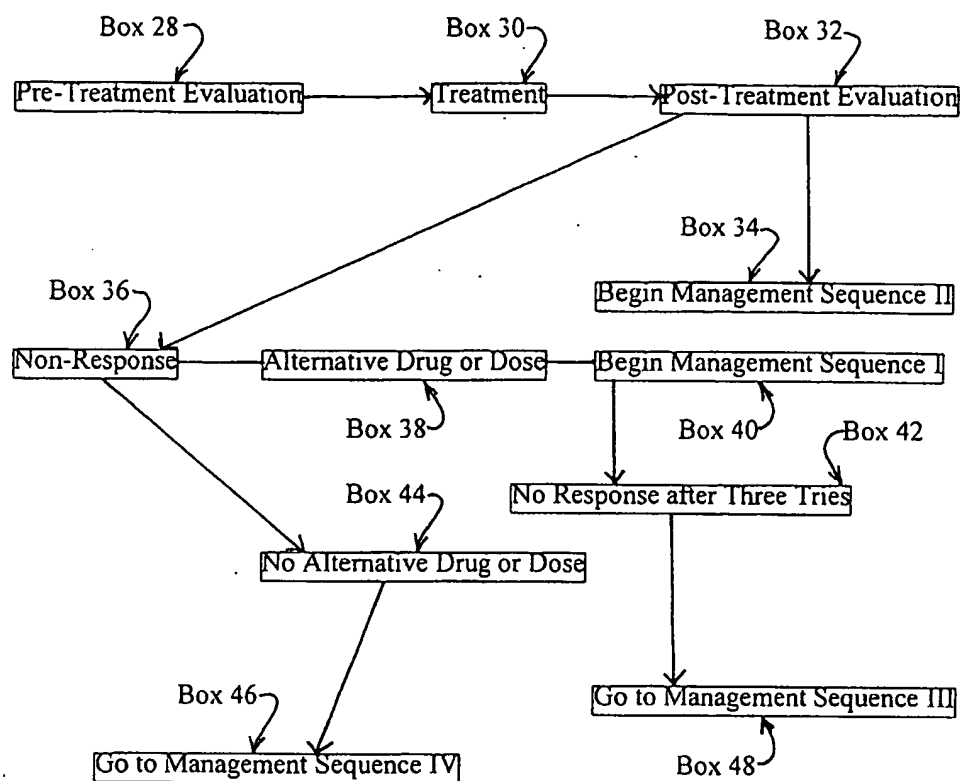 Box 28
Box 30
Box 32
Pre-Treatment Evaluation
Treatment
Post-Treatment Evaluation
Box 34
Begin Management Sequence II
Box 36
Non-Response
Alternative Drug or Dose
Begin Management Sequence I
Box 38
Box 40
Box 42
Box 44
No Response after Three Tries
No Alternative Drug or Dose
Box 46
Go to Management Sequence III
Go to Management Sequence IV
Box 48